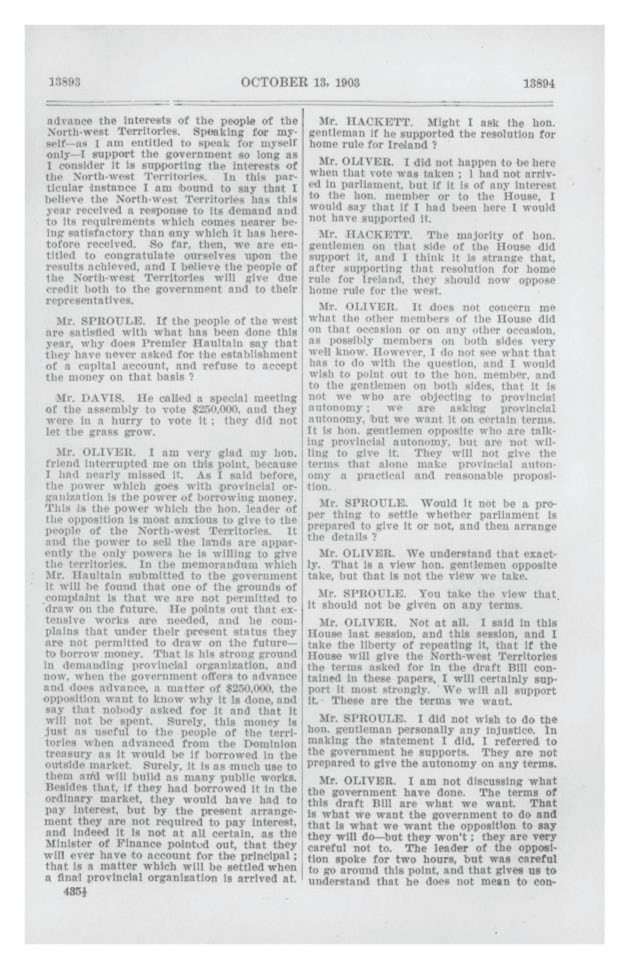 13893
OCTOBER 13, 1903
13894
advance the interests of the people of the
North-west Territories. Speaking for my-
self—as I am entitled to speak for myself
only—I support the government so long as
I consider it is supporting the interests of
the North-west Territories. In this par-
ticular instance I am bound to say that I
believe the North-west Territories has this
year received a response to its demand and
to its requirements which comes nearer be-
ing satisfactory than any which it has here-
tofore received. So far, then, we are en-
titled to congratulate ourselves upon the
results achieved, and I believe the people of
the North-west Territories will give due
credit both to the government and to their
representatives.
Mr. SPROULE. If the people of the west
are satisfied with what has been done this
year, why does Premier Haultain say that
they have never asked for the establishment
of a capital account, and refuse to accept
the money on that basis ?
Mr. DAVIS. He called a special meeting
of the assembly to vote $250,000, and they
were in a hurry to vote it ; they did not
let the grass grow.
Mr. OLIVER. I am very glad my hon.
friend interrupted me on this point, because
I had nearly missed it. As I said before,
the power which goes with provincial or-
ganization is the power of borrowing money.
This is the power which the hon. leader of
the opposition is most anxious to give to the
people of the North-west Territories. It
and the power to sell the lands are appar-
ently the only powers he is willing to give
the territories. In the memorandum which
Mr. Haultain submitted to the government
it will be found that one of the grounds of
complaint is that we are not permitted to
draw on the future. He points out that ex-
tensive works are needed, and he com-
plains that under their present status they
are not permitted to draw on the future—
to borrow money. That is his strong ground
in demanding provincial organization, and
now, when the government offers to advance
and does advance, a matter of $250,000, the
opposition want to know why it is done, and
say that nobody asked for it and that it
will not be spent. Surely, this money is
just as useful to the people of the terri-
tories when advanced from the Dominion
treasury as it would be if borrowed in the
outside market. Surely, it is as much use to
them and will build as many public works.
Besides that, if they had borrowed it in the
ordinary market, they would have had to
pay interest, but by the present arrange-
ment they are not required to pay interest,
and indeed it is not at all certain, as the
Minister of Finance pointed out, that they
will ever have to account for the principal ;
that is a matter which will be settled when
a final provincial organization is arrived at.
435½
Mr. HACKETT. Might I ask the hon.
gentleman if he supported the resolution for
home rule for Ireland ?
Mr. OLIVER. I did not happen to be here
when that vote was taken ; I had not arriv-
ed in parliament, but if it is of any interest
to the hon. member or to the House, I
would say that if I had been here I would
not have supported it.
Mr. HACKETT. The majority of hon.
gentlemen on that side of the House did
support it, and I think it is strange that,
after supporting that resolution for home
rule for Ireland, they should now oppose
home rule for the west.
Mr. OLIVER. It does not concern me
what the other members of the House did
on that occasion or on any other occasion,
as possibly members on both sides very
well know. However, I do not see what that
has to do with the question, and I would
wish to point out to the hon. member, and
to the gentlemen on both sides, that it is
not we who are objecting to provincial
autonomy ; we are asking provincial
autonomy, but we want it on certain terms.
It is hon. gentlemen opposite who are talk-
ing provincial autonomy, but are not wil-
ling to give it. They will not give the
terms that alone make provincial auton-
omy a practical and reasonable proposi-
tion.
Mr. SPROULE. Would it not be a pro-
per thing to settle whether parliament is
prepared to give it or not, and then arrange
the details ?
Mr. OLIVER. We understand that exact-
ly. That is a view hon. gentlemen opposite
take, but that is not the view we take.
Mr. SPROULE. You take the view that
it should not be given on any terms.
Mr. OLIVER. Not at all. I said in this
House last session, and this session, and I
take the liberty of repeating it, that if the
House will give the North-west Territories
the terms asked for in the draft Bill con-
tained in these papers, I will certainly sup-
port it most strongly. We will all support
it. These are the terms we want.
Mr. SPROULE. I did not wish to do the
hon. gentleman personally any injustice. In
making the statement I did, I referred to
the government he supports. They are not
prepared to give the autonomy on any terms.
Mr. OLIVER. I am not discussing what
the government have done. The terms of
this draft Bill are what we want. That
is what we want the government to do and
that is what we want the opposition to say
they will do—but they won't ; they are very
careful not to. The leader of the opposi-
tion spoke for two hours, but was careful
to go around this point, and that gives us to
understand that he does not mean to con-